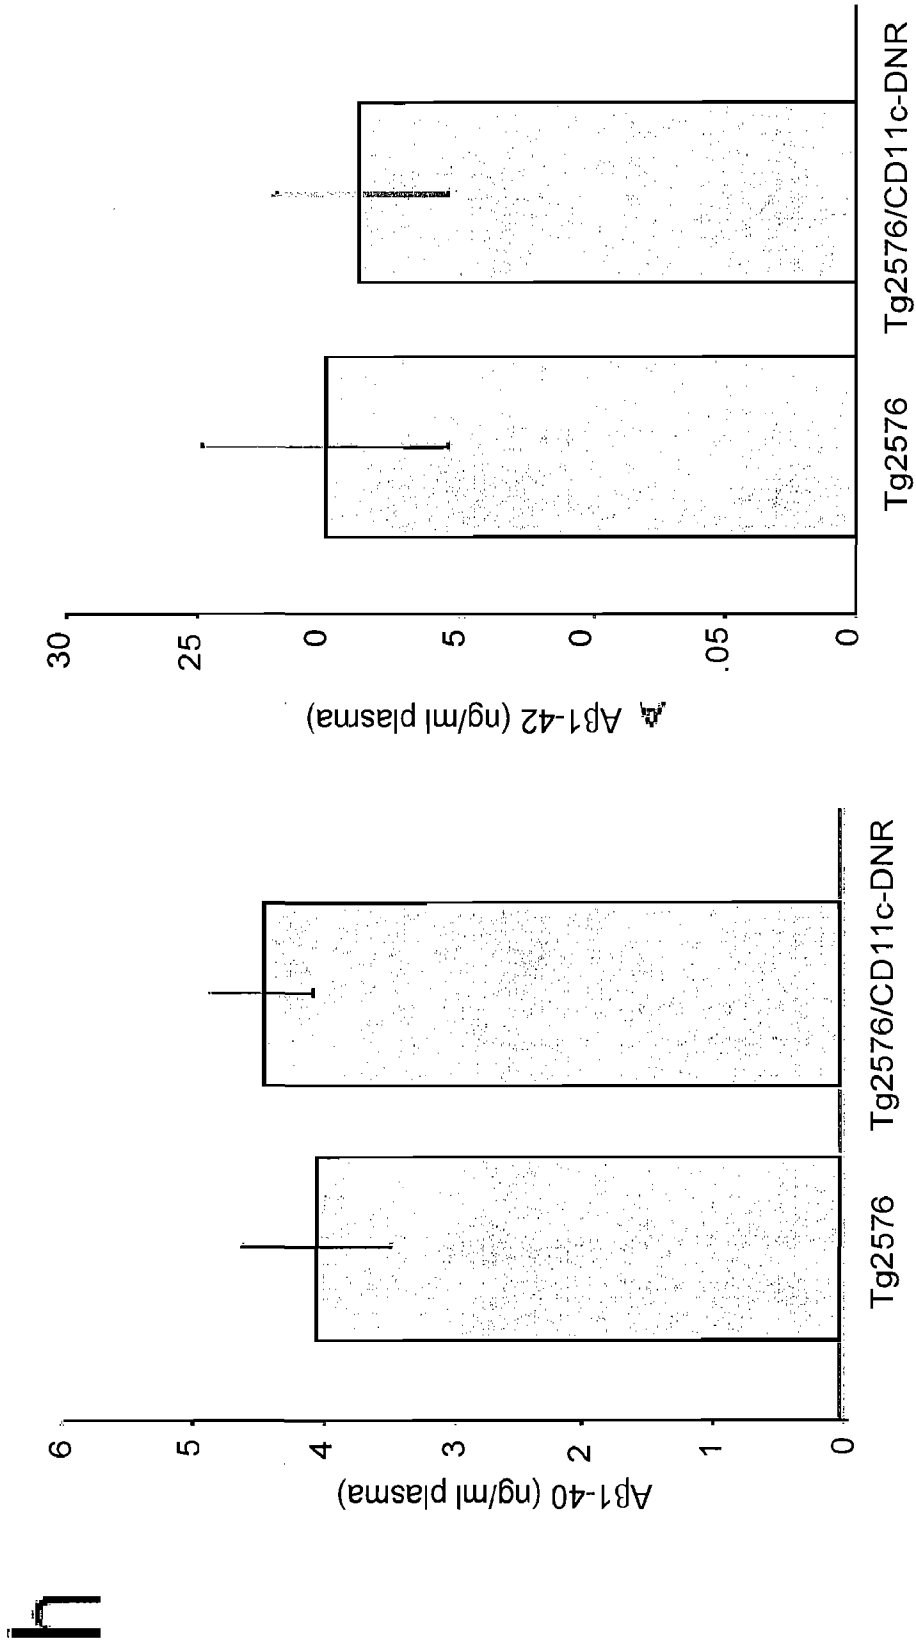 h
Aβ1-40 (ng/ml plasma)
6
5
4
3
2
1
0
Tg2576
Tg2576/CD11c-DNR
Aβ1-42 (ng/ml plasma)
30
25
0
5
0
.05
0
Tg2576
Tg2576/CD11c-DNR